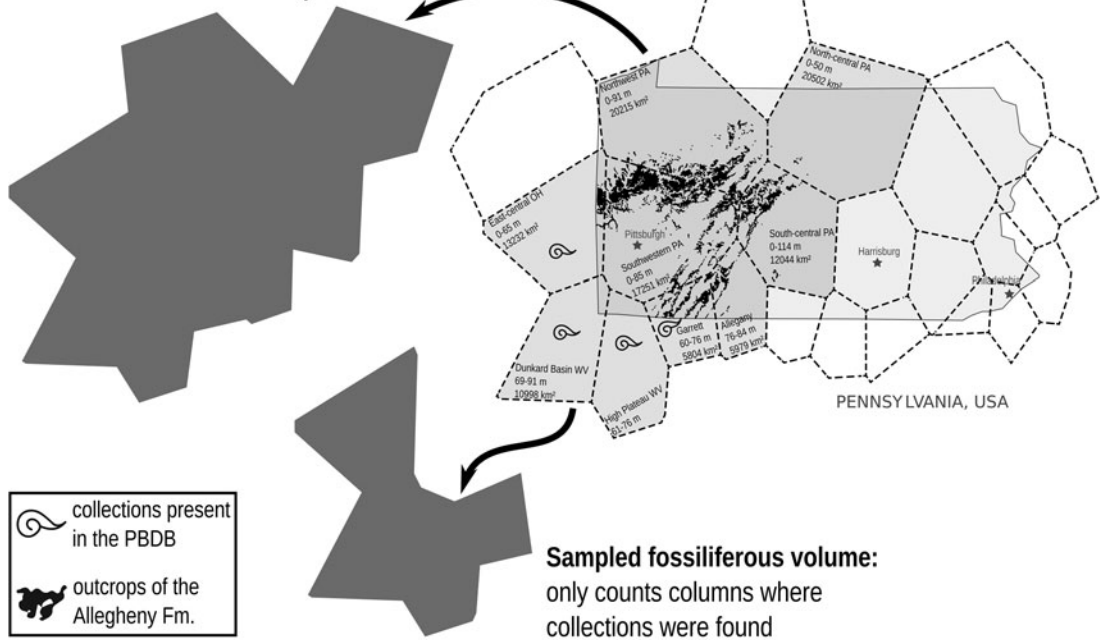 Northwest PA
0-91 m
20215 km²
North-central PA
0-50 m
20502 km²
East-central OH
0-65 m
13232 km²
Pittsburgh
Southwestern PA
0-85 m
17251 km²
South-central PA
0-114 m
12044 km²
Harrisburg
Philadelphia
Garrett
60-76 m
5804 km²
Allegany
76-84 m
5979 km²
Dunkard Basin WV
69-91 m
10998 km²
High Plateau WV
61-76 m
PENNSYLVANIA, USA
collections present
in the PBDB
outcrops of the
Allegheny Fm.
Sampled fossiliferous volume:
only counts columns where
collections were found